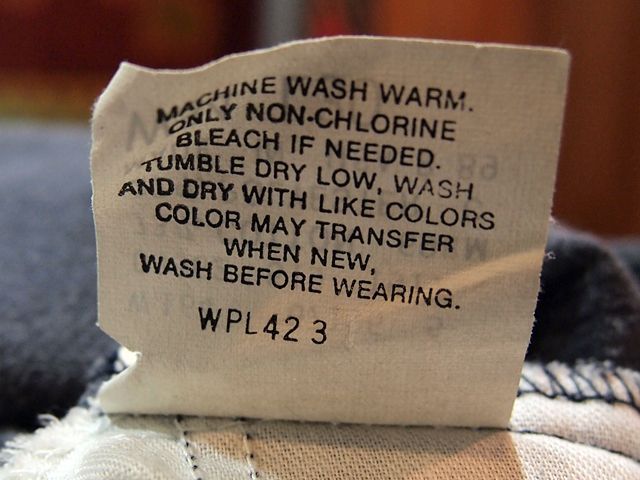 MACHINE WASH WARM.
ONLY NON-CHLORINE
BLEACH IF NEEDED.
TUMBLE DRY LOW, WASH
AND DRY WITH LIKE COLORS
COLOR MAY TRANSFER
WHEN NEW,
WASH BEFORE WEARING.
WPL423